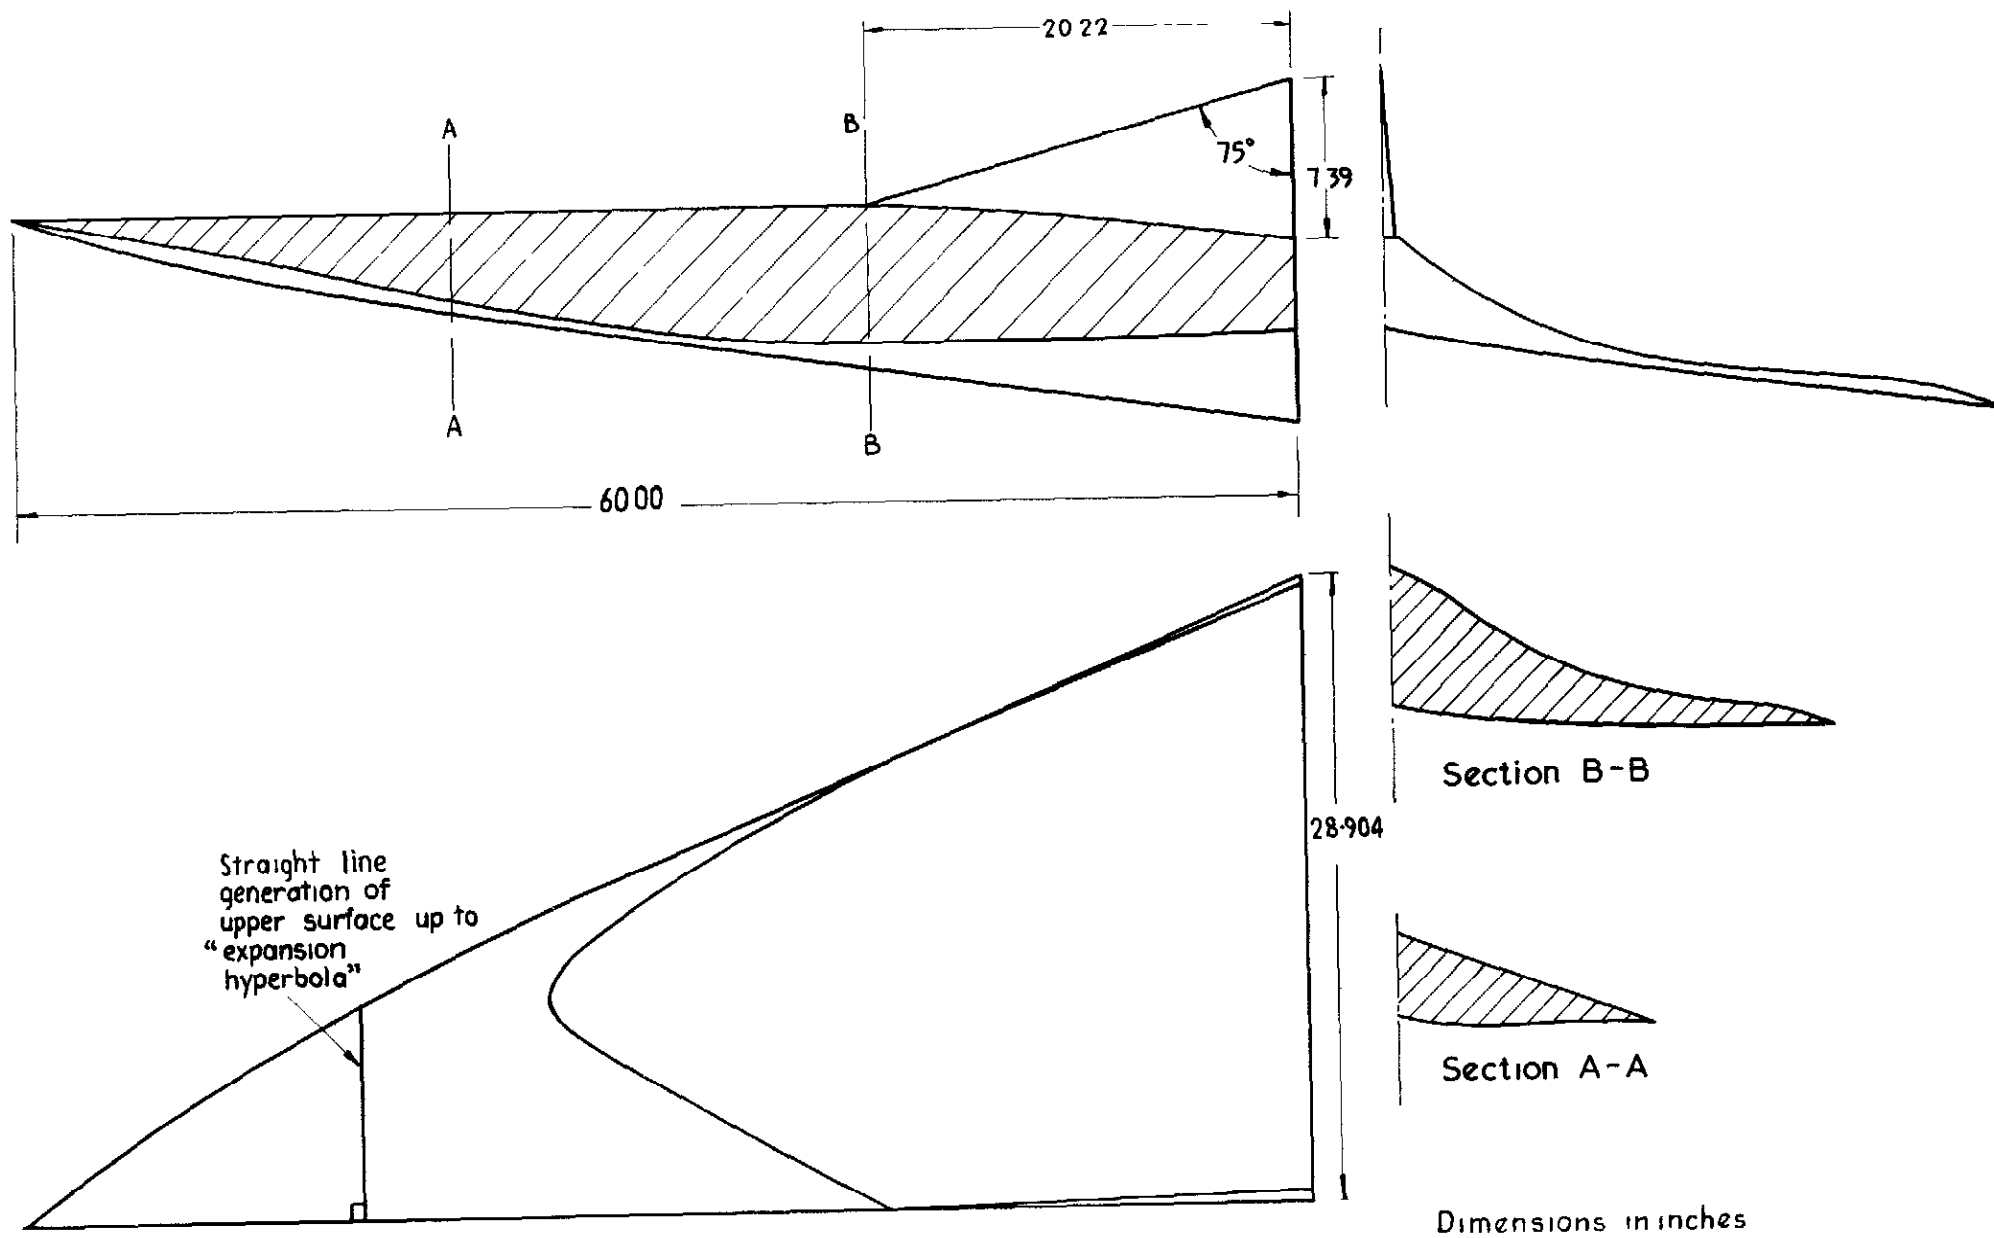 20 22
A
B
75°
7 39
A
B
60 00
Section B-B
28·904
Straight line
generation of
upper surface up to
“expansion
hyperbola”
Section A-A
Dimensions in inches